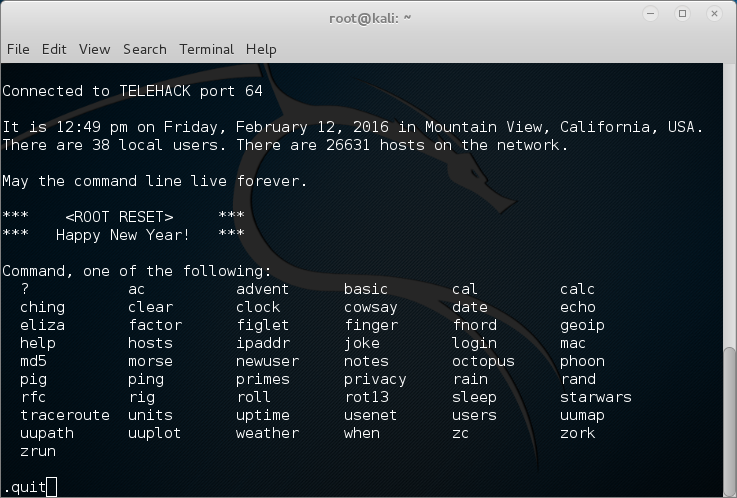 root@kali: ~
File Edit View Search Terminal Help
Connected to TELEHACK port 64
It is 12:49 pm on Friday, February 12, 2016 in Mountain View, California, USA.
There are 38 local users. There are 26631 hosts on the network.
May the command line live forever.
*** <ROOT RESET> ***
*** Happy New Year! ***
Command, one of the following:
? ac advent basic cal calc
ching clear clock cowsay date echo
eliza factor figlet finger fnord geoip
help hosts ipaddr joke login mac
md5 morse newuser notes octopus phoon
pig ping primes privacy rain rand
rfc rig roll rot13 sleep starwars
traceroute units uptime usenet users uumap
uupath uuplot weather when zc zork
zrun
.quit